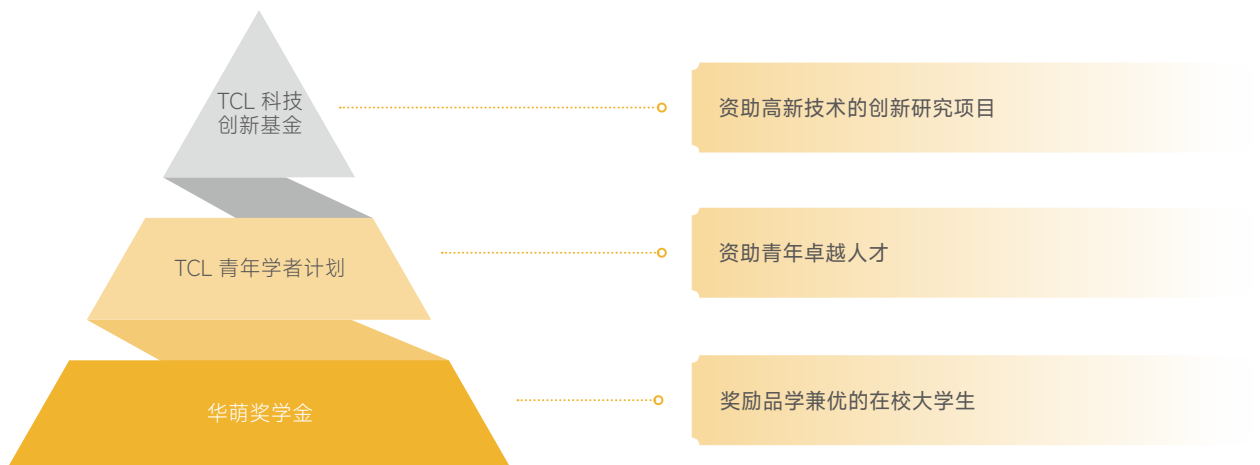 TCL 科技
创新基金
资助高新技术的创新研究项目
TCL 青年学者计划
资助青年卓越人才
华萌奖学金
奖励品学兼优的在校大学生